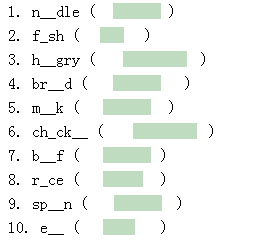 1. n__dle (   )
2. f_sh (   )
3. h__gry (   )
4. br__d (   )
5. m__k (   )
6. ch_ck__ (   )
7. b__f (   )
8. r_ce (   )
9. sp__n (   )
10. e__ (   )